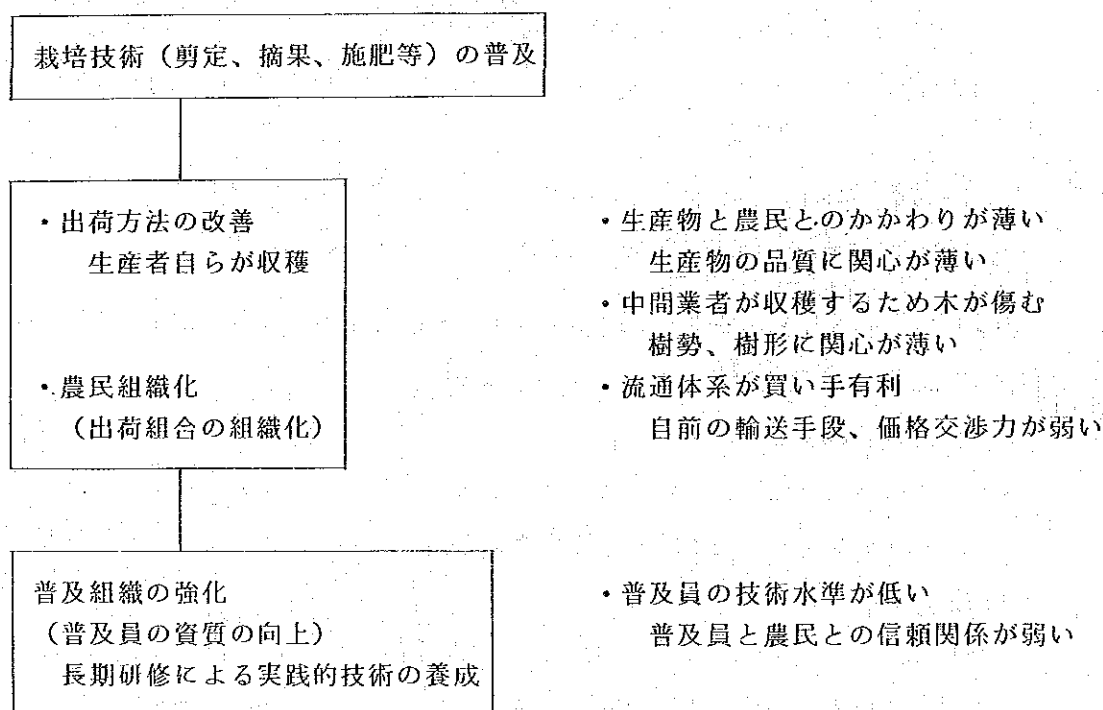 栽培技術（剪定、摘果、施肥等）の普及
・出荷方法の改善
生産者自らが収穫
・農民組織化
（出荷組合の組織化）
・生産物と農民とのかかわりが薄い
生産物の品質に関心が薄い
・中間業者が収穫するため木が傷む
樹勢、樹形に関心が薄い
・流通体系が買い手有利
自前の輸送手段、価格交渉力が弱い
普及組織の強化
（普及員の資質の向上）
長期研修による実践的技術の養成
・普及員の技術水準が低い
普及員と農民との信頼関係が弱い